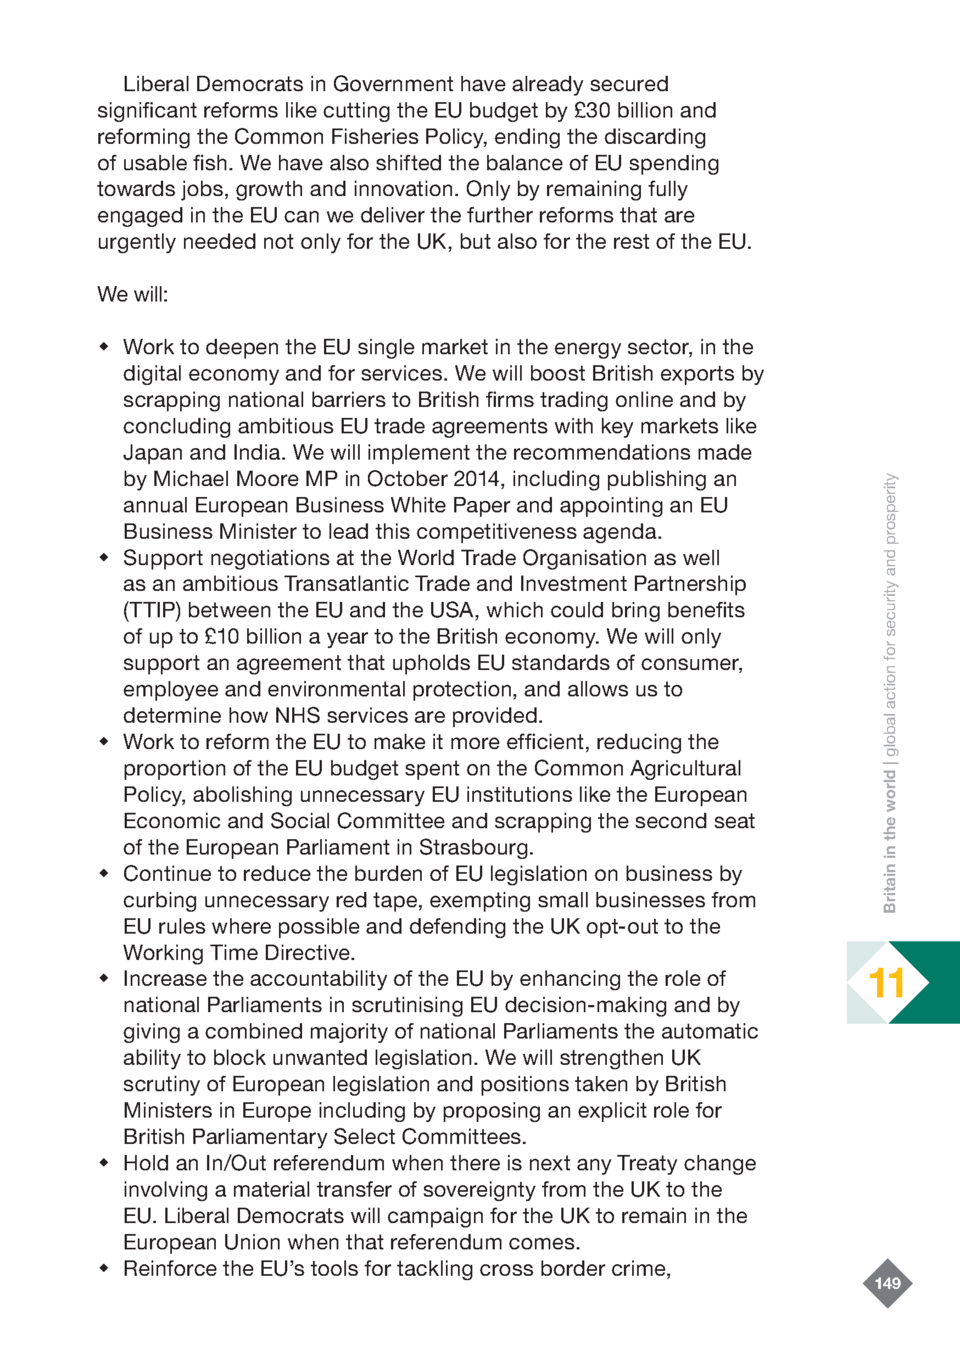 Liberal Democrats in Government have already secured
significant reforms like cutting the EU budget by £30 billion and
reforming the Common Fisheries Policy, ending the discarding
of usable fish. We have also shifted the balance of EU spending
towards jobs, growth and innovation. Only by remaining fully
engaged in the EU can we deliver the further reforms that are
urgently needed not only for the UK, but also for the rest of the EU.
We will:
◆ Work to deepen the EU single market in the energy sector, in the
digital economy and for services. We will boost British exports by
scrapping national barriers to British firms trading online and by
concluding ambitious EU trade agreements with key markets like
Japan and India. We will implement the recommendations made
by Michael Moore MP in October 2014, including publishing an
annual European Business White Paper and appointing an EU
Business Minister to lead this competitiveness agenda.
◆ Support negotiations at the World Trade Organisation as well
as an ambitious Transatlantic Trade and Investment Partnership
(TTIP) between the EU and the USA, which could bring benefits
of up to £10 billion a year to the British economy. We will only
support an agreement that upholds EU standards of consumer,
employee and environmental protection, and allows us to
determine how NHS services are provided.
◆ Work to reform the EU to make it more efficient, reducing the
proportion of the EU budget spent on the Common Agricultural
Policy, abolishing unnecessary EU institutions like the European
Economic and Social Committee and scrapping the second seat
of the European Parliament in Strasbourg.
◆ Continue to reduce the burden of EU legislation on business by
curbing unnecessary red tape, exempting small businesses from
EU rules where possible and defending the UK opt-out to the
Working Time Directive.
◆ Increase the accountability of the EU by enhancing the role of
national Parliaments in scrutinising EU decision-making and by
giving a combined majority of national Parliaments the automatic
ability to block unwanted legislation. We will strengthen UK
scrutiny of European legislation and positions taken by British
Ministers in Europe including by proposing an explicit role for
British Parliamentary Select Committees.
◆ Hold an In/Out referendum when there is next any Treaty change
involving a material transfer of sovereignty from the UK to the
EU. Liberal Democrats will campaign for the UK to remain in the
European Union when that referendum comes.
◆ Reinforce the EU's tools for tackling cross border crime,
Britain in the world | global action for security and prosperity
11
149